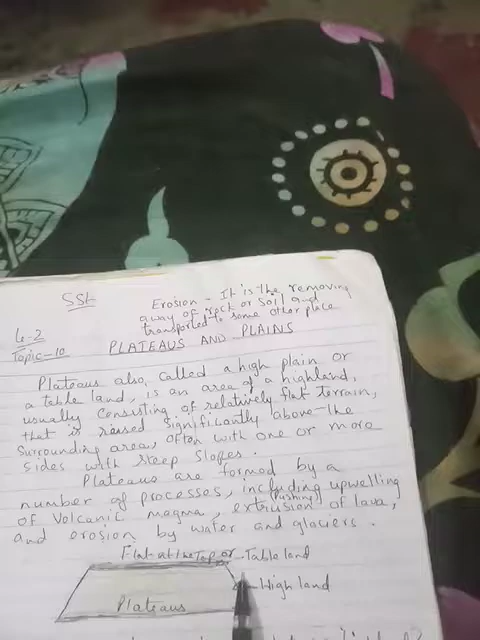 SSt
Erosion - It is the removing
away of rock or soil and
transported to some other place
L-2
Topic-10
PLATEAUS AND PLAINS
Plateaus also called a high plain or
a table land, is an area of a highland,
usually consisting of relatively flat terrain,
that is raised significantly above the
surrounding area, often with one or more
sides with steep slopes.
Plateaus are formed by a
number of processes, including upwelling
(pushing)
of volcanic magma, extrusion of lava,
and erosion by water and glaciers.
Flat at the Top or Table land
High land
Plateaus